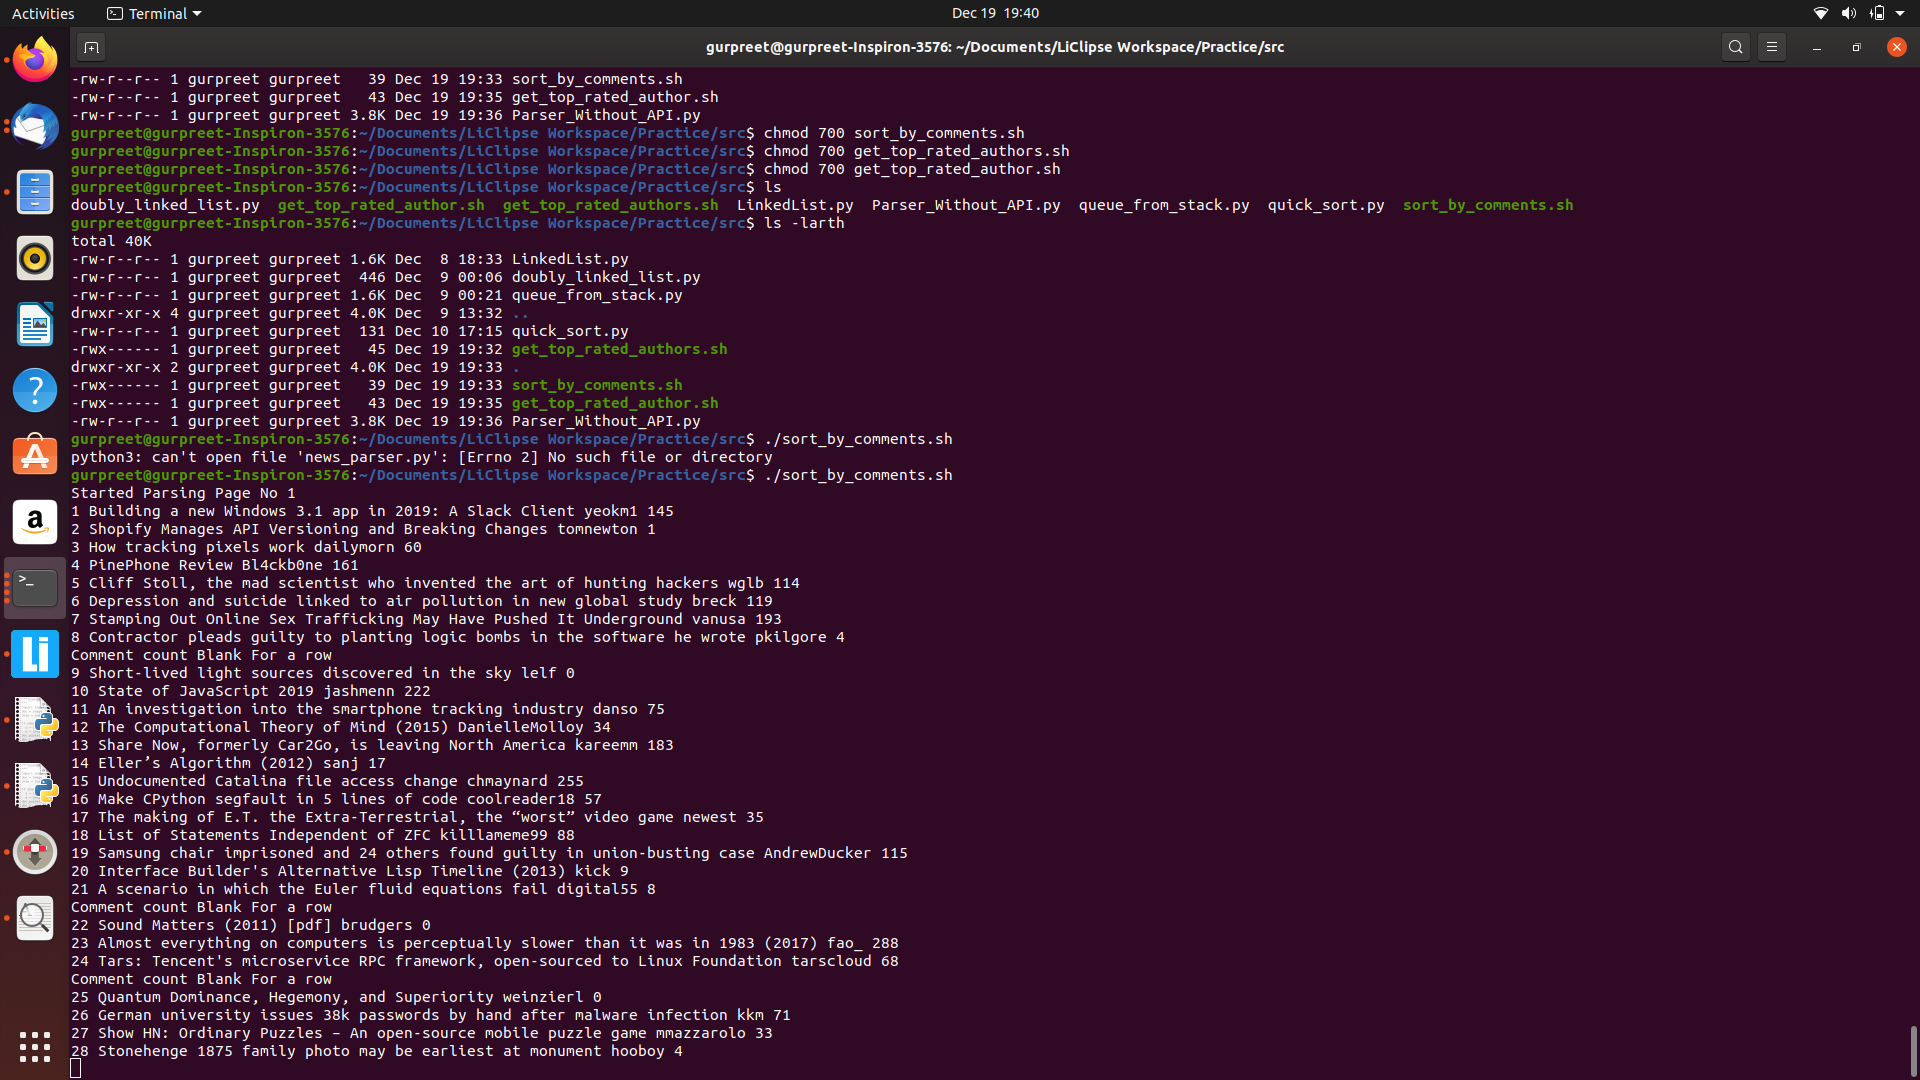 Activities
Terminal
Dec 19 19:40
gurpreet@gurpreet-Inspiron-3576: ~/Documents/LiClipse Workspace/Practice/src
-rw-r--r-- 1 gurpreet gurpreet   39 Dec 19 19:33 sort_by_comments.sh
-rw-r--r-- 1 gurpreet gurpreet   43 Dec 19 19:35 get_top_rated_author.sh
-rw-r--r-- 1 gurpreet gurpreet 3.8K Dec 19 19:36 Parser_Without_API.py
gurpreet@gurpreet-Inspiron-3576:~/Documents/LiClipse Workspace/Practice/src$ chmod 700 sort_by_comments.sh
gurpreet@gurpreet-Inspiron-3576:~/Documents/LiClipse Workspace/Practice/src$ chmod 700 get_top_rated_authors.sh
gurpreet@gurpreet-Inspiron-3576:~/Documents/LiClipse Workspace/Practice/src$ chmod 700 get_top_rated_author.sh
gurpreet@gurpreet-Inspiron-3576:~/Documents/LiClipse Workspace/Practice/src$ ls
doubly_linked_list.py  get_top_rated_author.sh  get_top_rated_authors.sh  LinkedList.py  Parser_Without_API.py  queue_from_stack.py  quick_sort.py  sort_by_comments.sh
gurpreet@gurpreet-Inspiron-3576:~/Documents/LiClipse Workspace/Practice/src$ ls -larth
total 40K
-rw-r--r-- 1 gurpreet gurpreet 1.6K Dec  8 18:33 LinkedList.py
-rw-r--r-- 1 gurpreet gurpreet  446 Dec  9 00:06 doubly_linked_list.py
-rw-r--r-- 1 gurpreet gurpreet 1.6K Dec  9 00:21 queue_from_stack.py
drwxr-xr-x 4 gurpreet gurpreet 4.0K Dec  9 13:32 ..
-rw-r--r-- 1 gurpreet gurpreet  131 Dec 10 17:15 quick_sort.py
-rwx------ 1 gurpreet gurpreet   45 Dec 19 19:32 get_top_rated_authors.sh
drwxr-xr-x 2 gurpreet gurpreet 4.0K Dec 19 19:33 .
-rwx------ 1 gurpreet gurpreet   39 Dec 19 19:33 sort_by_comments.sh
-rwx------ 1 gurpreet gurpreet   43 Dec 19 19:35 get_top_rated_author.sh
-rw-r--r-- 1 gurpreet gurpreet 3.8K Dec 19 19:36 Parser_Without_API.py
gurpreet@gurpreet-Inspiron-3576:~/Documents/LiClipse Workspace/Practice/src$ ./sort_by_comments.sh
python3: can't open file 'news_parser.py': [Errno 2] No such file or directory
gurpreet@gurpreet-Inspiron-3576:~/Documents/LiClipse Workspace/Practice/src$ ./sort_by_comments.sh
Started Parsing Page No 1
1 Building a new Windows 3.1 app in 2019: A Slack Client yeokm1 145
2 Shopify Manages API Versioning and Breaking Changes tomnewton 1
3 How tracking pixels work dailymorn 60
4 PinePhone Review Bl4ckb0ne 161
5 Cliff Stoll, the mad scientist who invented the art of hunting hackers wglb 114
6 Depression and suicide linked to air pollution in new global study breck 119
7 Stamping Out Online Sex Trafficking May Have Pushed It Underground vanusa 193
8 Contractor pleads guilty to planting logic bombs in the software he wrote pkilgore 4
Comment count Blank For a row
9 Short-lived light sources discovered in the sky lelf 0
10 State of JavaScript 2019 jashmenn 222
11 An investigation into the smartphone tracking industry danso 75
12 The Computational Theory of Mind (2015) DanielleMolloy 34
13 Share Now, formerly Car2Go, is leaving North America kareemm 183
14 Eller’s Algorithm (2012) sanj 17
15 Undocumented Catalina file access change chmaynard 255
16 Make CPython segfault in 5 lines of code coolreader18 57
17 The making of E.T. the Extra-Terrestrial, the “worst” video game newest 35
18 List of Statements Independent of ZFC killlameme99 88
19 Samsung chair imprisoned and 24 others found guilty in union-busting case AndrewDucker 115
20 Interface Builder's Alternative Lisp Timeline (2013) kick 9
21 A scenario in which the Euler fluid equations fail digital55 8
Comment count Blank For a row
22 Sound Matters (2011) [pdf] brudgers 0
23 Almost everything on computers is perceptually slower than it was in 1983 (2017) fao_ 288
24 Tars: Tencent's microservice RPC framework, open-sourced to Linux Foundation tarscloud 68
Comment count Blank For a row
25 Quantum Dominance, Hegemony, and Superiority weinzierl 0
26 German university issues 38k passwords by hand after malware infection kkm 71
27 Show HN: Ordinary Puzzles – An open-source mobile puzzle game mmazzarolo 33
28 Stonehenge 1875 family photo may be earliest at monument hooboy 4